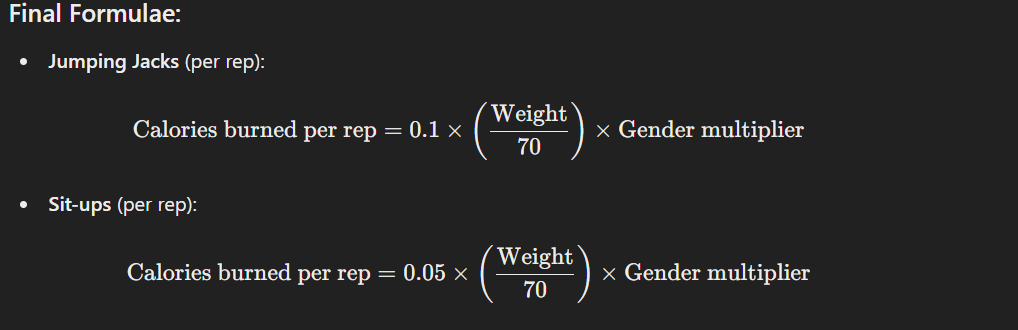 Final Formulae:
• Jumping Jacks (per rep):
Calories burned per rep = 0.1 × (Weight/70) × Gender multiplier
• Sit-ups (per rep):
Calories burned per rep = 0.05 × (Weight/70) × Gender multiplier